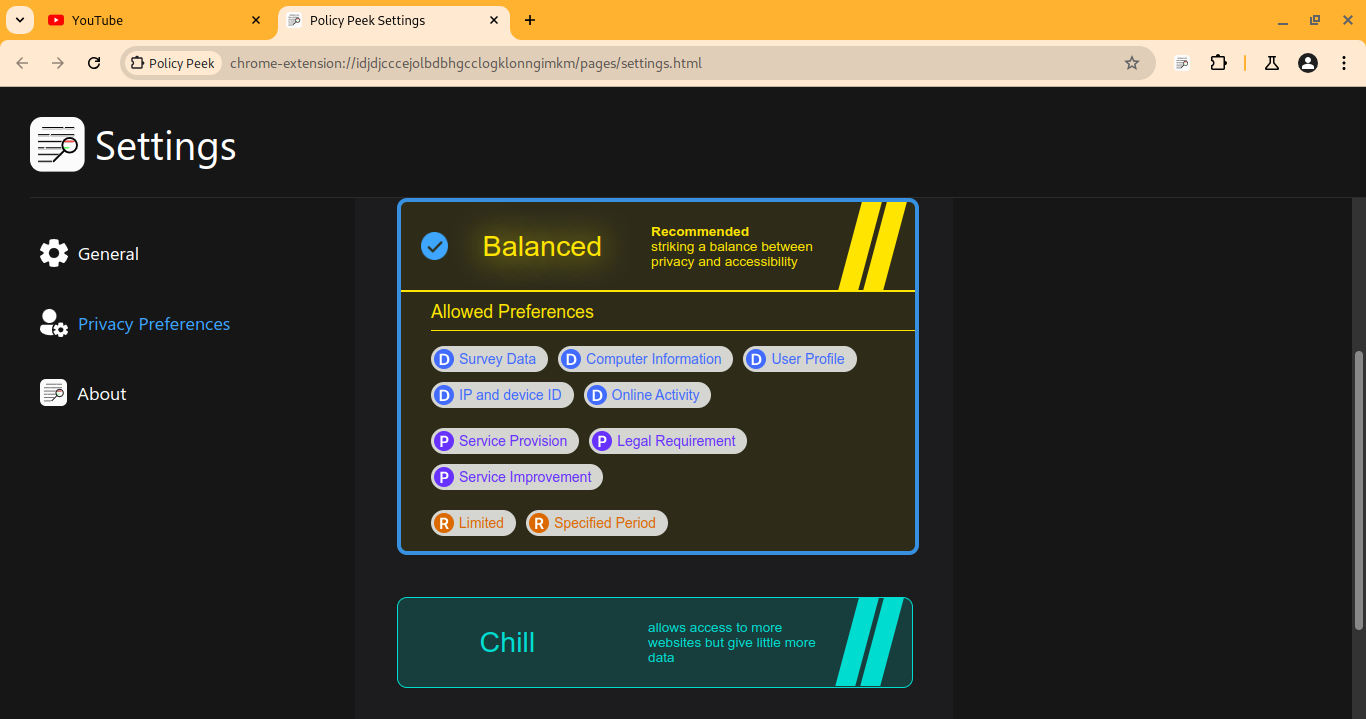 YouTube
Policy Peek Settings
Policy Peek
chrome-extension://idjdjcccejolbdbhgcclogklonngimkm/pages/settings.html
Settings
General
Privacy Preferences
About
Balanced
Recommended
striking a balance between
privacy and accessibility
Allowed Preferences
D Survey Data D Computer Information D User Profile
D IP and device ID D Online Activity
P Service Provision P Legal Requirement
P Service Improvement
R Limited R Specified Period
Chill
allows access to more
websites but give little more
data